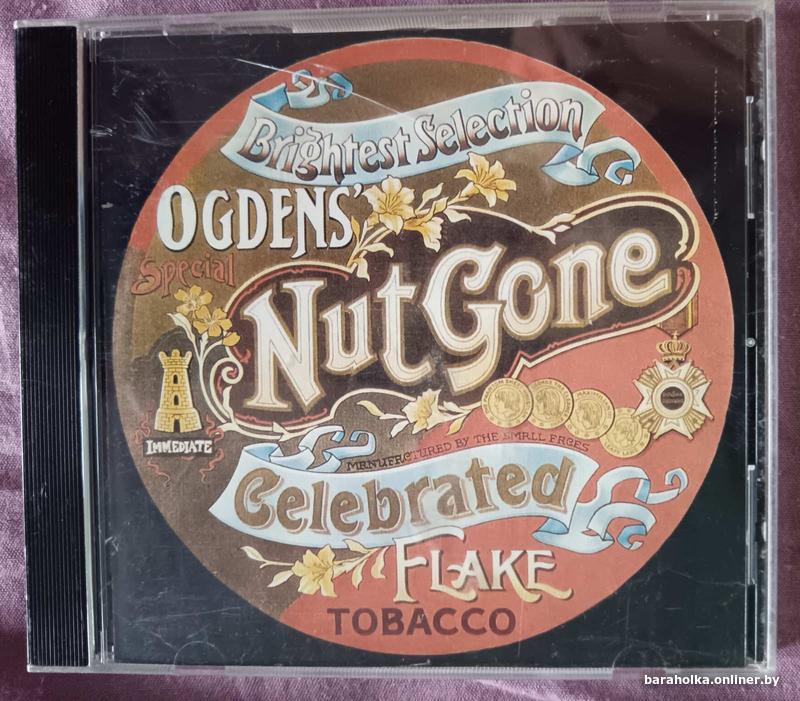 Brightest Selection
OGDENS'
Special
Nut Gone
IMMEDIATE
MANUFACTURED BY THE SMALL FACES
Celebrated
FLAKE
TOBACCO
baraholka.onliner.by